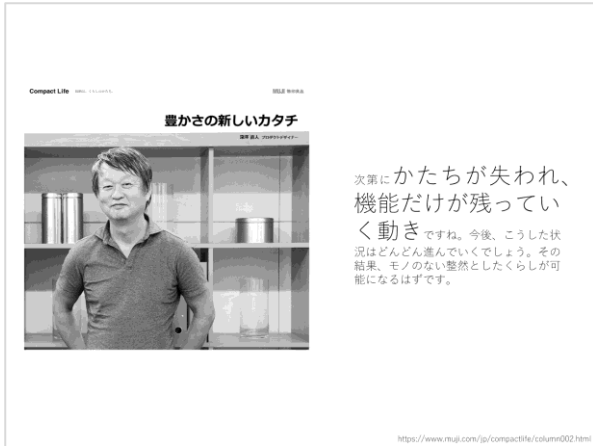 Compact Life
MUJI 無印良品
豊かさの新しいカタチ
深澤 直人 プロダクトデザイナー
次第にかたちが失われ、
機能だけが残ってい
く動きですね。今後、こうした状
況はどんどん進んでいくでしょう。その
結果、モノのない整然としたくらしが可
能になるはずです。
https://www.muji.com/jp/compactlife/column002.html